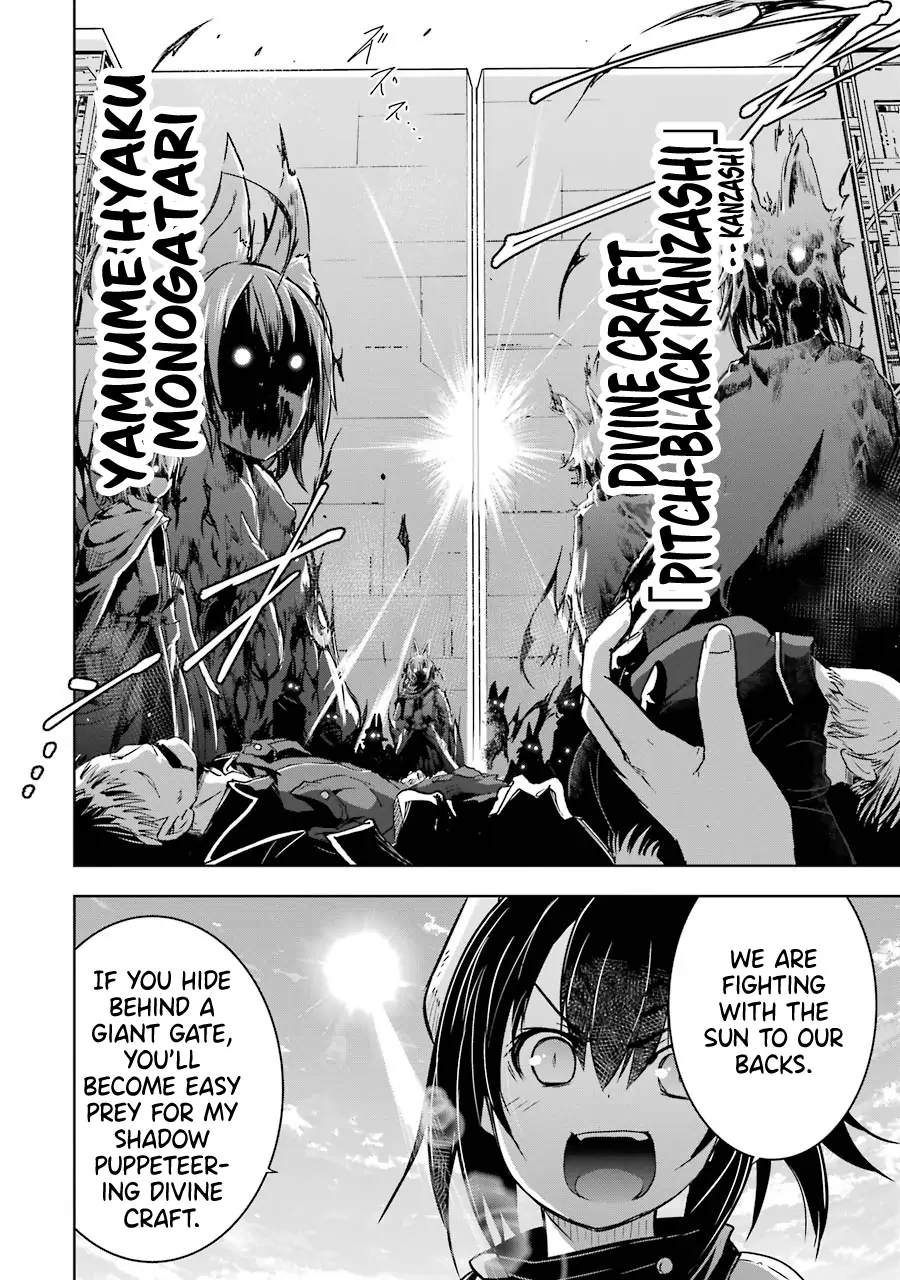 ズ
ズ…
DIVINE CRAFT
「PITCH-BLACK KANZASHI」
: KANZASHI
YAMIUME HYAKU
MONOGATARI
WE ARE
FIGHTING
WITH THE
SUN TO OUR
BACKS.
IF YOU HIDE
BEHIND A
GIANT GATE,
YOU'LL
BECOME EASY
PREY FOR MY
SHADOW
PUPPETEER-
ING DIVINE
CRAFT.